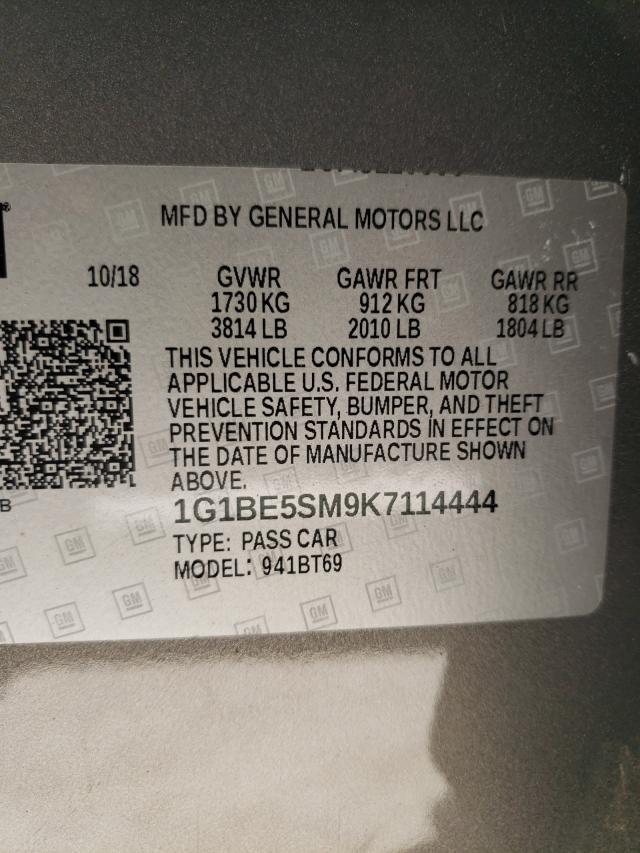 MFD BY GENERAL MOTORS LLC
10/18 GVWR GAWR FRT GAWR RR
1730 KG 912 KG 818 KG
3814 LB 2010 LB 1804 LB
THIS VEHICLE CONFORMS TO ALL
APPLICABLE U.S. FEDERAL MOTOR
VEHICLE SAFETY, BUMPER, AND THEFT
PREVENTION STANDARDS IN EFFECT ON
THE DATE OF MANUFACTURE SHOWN
ABOVE.
B
1G1BE5SM9K7114444
TYPE: PASS CAR
MODEL: 941BT69